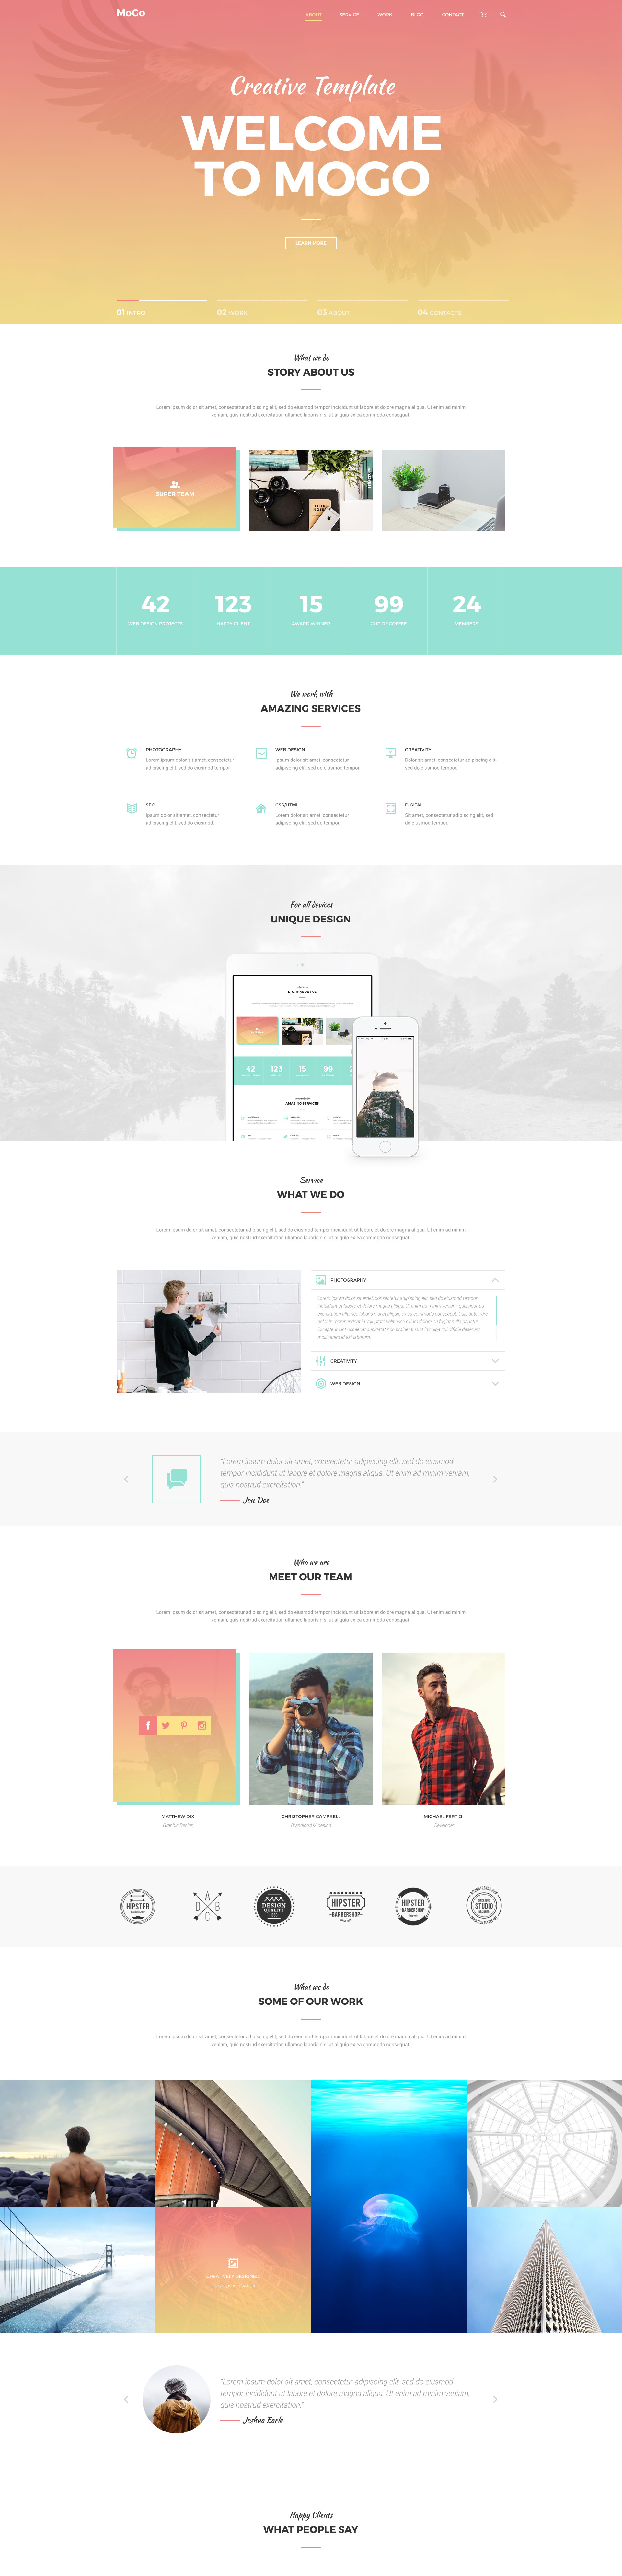 MoGo
ABOUT SERVICE WORK BLOG CONTACT
Creative Template
WELCOME
TO MOGO
LEARN MORE
01 INTRO 02 WORK 03 ABOUT 04 CONTACTS
What we do
STORY ABOUT US
Lorem ipsum dolor sit amet, consectetur adipiscing elit, sed do eiusmod tempor incididunt ut labore et dolore magna aliqua. Ut enim ad minim
veniam, quis nostrud exercitation ullamco laboris nisi ut aliquip ex ea commodo consequat.
SUPER TEAM
42 123 15 99 24
WEB DESIGN PROJECTS HAPPY CLIENT AWARD WINNER CUP OF COFFEE MEMBERS
We work with
AMAZING SERVICES
PHOTOGRAPHY
Lorem ipsum dolor sit amet, consectetur
adipiscing elit, sed do eiusmod tempor.
WEB DESIGN
Lorem ipsum dolor sit amet, consectetur
adipiscing elit, sed do eiusmod tempor.
CREATIVITY
Dolor sit amet, consectetur adipiscing elit,
sed do eiusmod tempor.
SEO
Ipsum dolor sit amet, consectetur
adipiscing elit, sed do eiusmod.
CSS/HTML
Lorem dolor sit amet, consectetur
adipiscing elit, sed do tempor.
DIGITAL
Sit amet, consectetur adipiscing elit, sed
do eiusmod tempor.
For all devices
UNIQUE DESIGN
What we do
STORY ABOUT US
42 123 15 99
AMAZING SERVICES
Service
WHAT WE DO
Lorem ipsum dolor sit amet, consectetur adipiscing elit, sed do eiusmod tempor incididunt ut labore et dolore magna aliqua. Ut enim ad minim
veniam, quis nostrud exercitation ullamco laboris nisi ut aliquip ex ea commodo consequat.
PHOTOGRAPHY
Lorem ipsum dolor sit amet, consectetur adipiscing elit, sed do eiusmod tempor
incididunt ut labore et dolore magna aliqua. Ut enim ad minim veniam, quis nostrud
exercitation ullamco laboris nisi ut aliquip ex ea commodo consequat. Duis aute irure
dolor in reprehenderit in voluptate velit esse cillum dolore eu fugiat nulla pariatur.
Excepteur sint occaecat cupidatat non proident, sunt in culpa qui officia deserunt
mollit anim id est laborum.
CREATIVITY
WEB DESIGN
“Lorem ipsum dolor sit amet, consectetur adipiscing elit, sed do eiusmod
tempor incididunt ut labore et dolore magna aliqua. Ut enim ad minim veniam,
quis nostrud exercitation.”
Jon Doe
Who we are
MEET OUR TEAM
Lorem ipsum dolor sit amet, consectetur adipiscing elit, sed do eiusmod tempor incididunt ut labore et dolore magna aliqua. Ut enim ad minim
veniam, quis nostrud exercitation ullamco laboris nisi ut aliquip ex ea commodo consequat.
MATTHEW DIX
Graphic Design
CHRISTOPHER CAMPBELL
Branding/UX design
MICHAEL FERTIG
Developer
HIPSTER
BARBERSHOP
A
D B
C
DESIGN
QUALITY
HIPSTER
BARBERSHOP
HIPSTER
BARBERSHOP
STUDIO
What we do
SOME OF OUR WORK
Lorem ipsum dolor sit amet, consectetur adipiscing elit, sed do eiusmod tempor incididunt ut labore et dolore magna aliqua. Ut enim ad minim
veniam, quis nostrud exercitation ullamco laboris nisi ut aliquip ex ea commodo consequat.
CREATIVELY DESIGNED
“Lorem ipsum dolor sit amet, consectetur adipiscing elit, sed do eiusmod
tempor incididunt ut labore et dolore magna aliqua. Ut enim ad minim veniam,
quis nostrud exercitation.”
Joshua Earle
Happy Clients
WHAT PEOPLE SAY